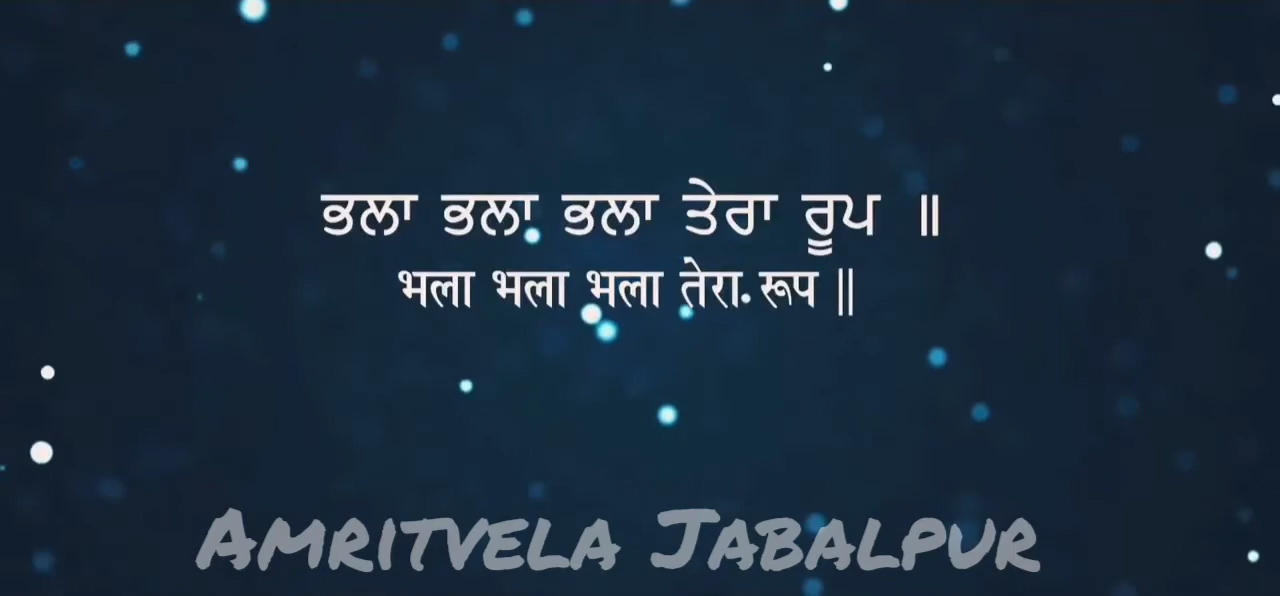 ਭਲਾ ਭਲਾ ਭਲਾ ਤੇਰਾ ਰੂਪ ॥
भला भला भला तेरा रूप ||
Amritvela Jabalpur